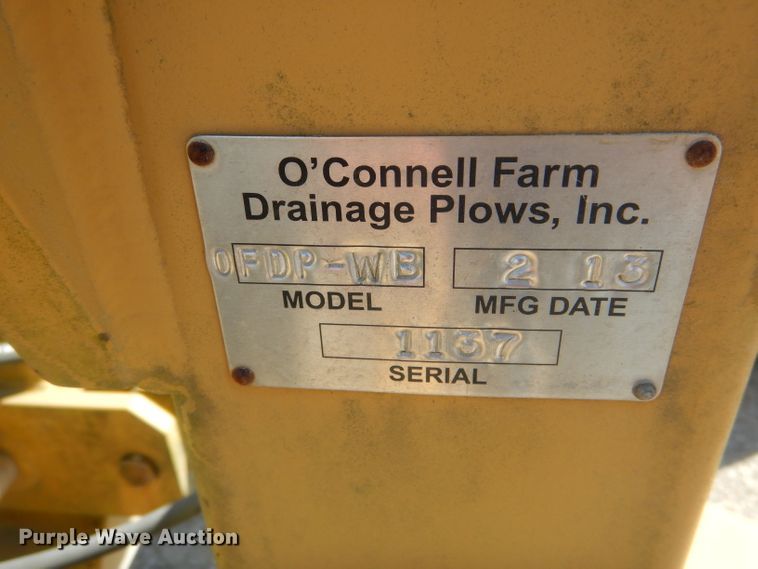 O'Connell Farm
Drainage Plows, Inc.
OFDP-WB 2 13
MODEL MFG DATE
1137
SERIAL
Purple Wave Auction